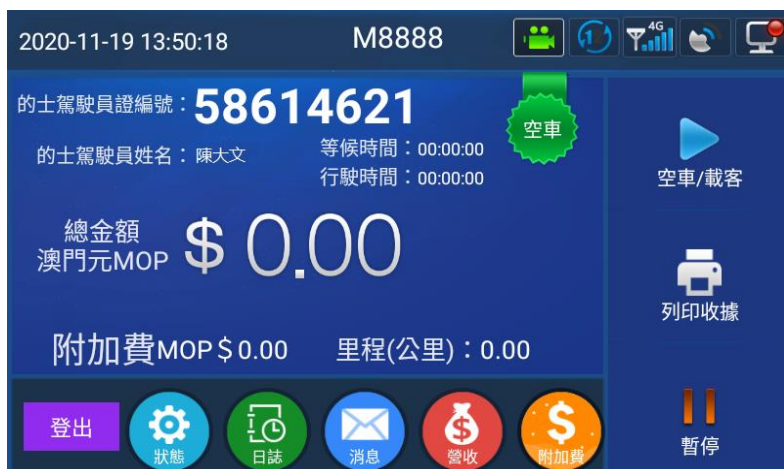 2020-11-19 13:50:18
M8888
1
4G
的士駕駛員證編號：58614621
空車
的士駕駛員姓名：陳大文
等候時間：00:00:00
行駛時間：00:00:00
空車/載客
總金額
澳門元MOP
$ 0.00
列印收據
附加費MOP$0.00
里程(公里)：0.00
登出
狀態
日誌
消息
$
營收
$
附加費
暫停